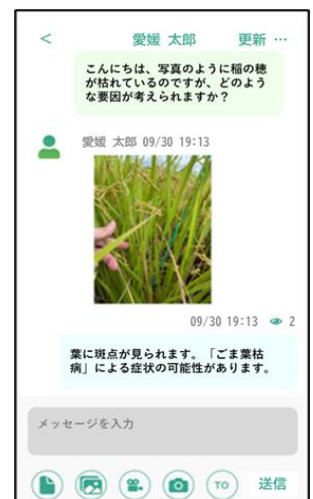 < 愛媛 太郎 更新 …
こんにちは、写真のように稲の穂
が枯れているのですが、どのよう
な要因が考えられますか？
愛媛 太郎 09/30 19:13
09/30 19:13 2
葉に斑点が見られます。「ごま葉枯
病」による症状の可能性があります。
メッセージを入力
TO 送信